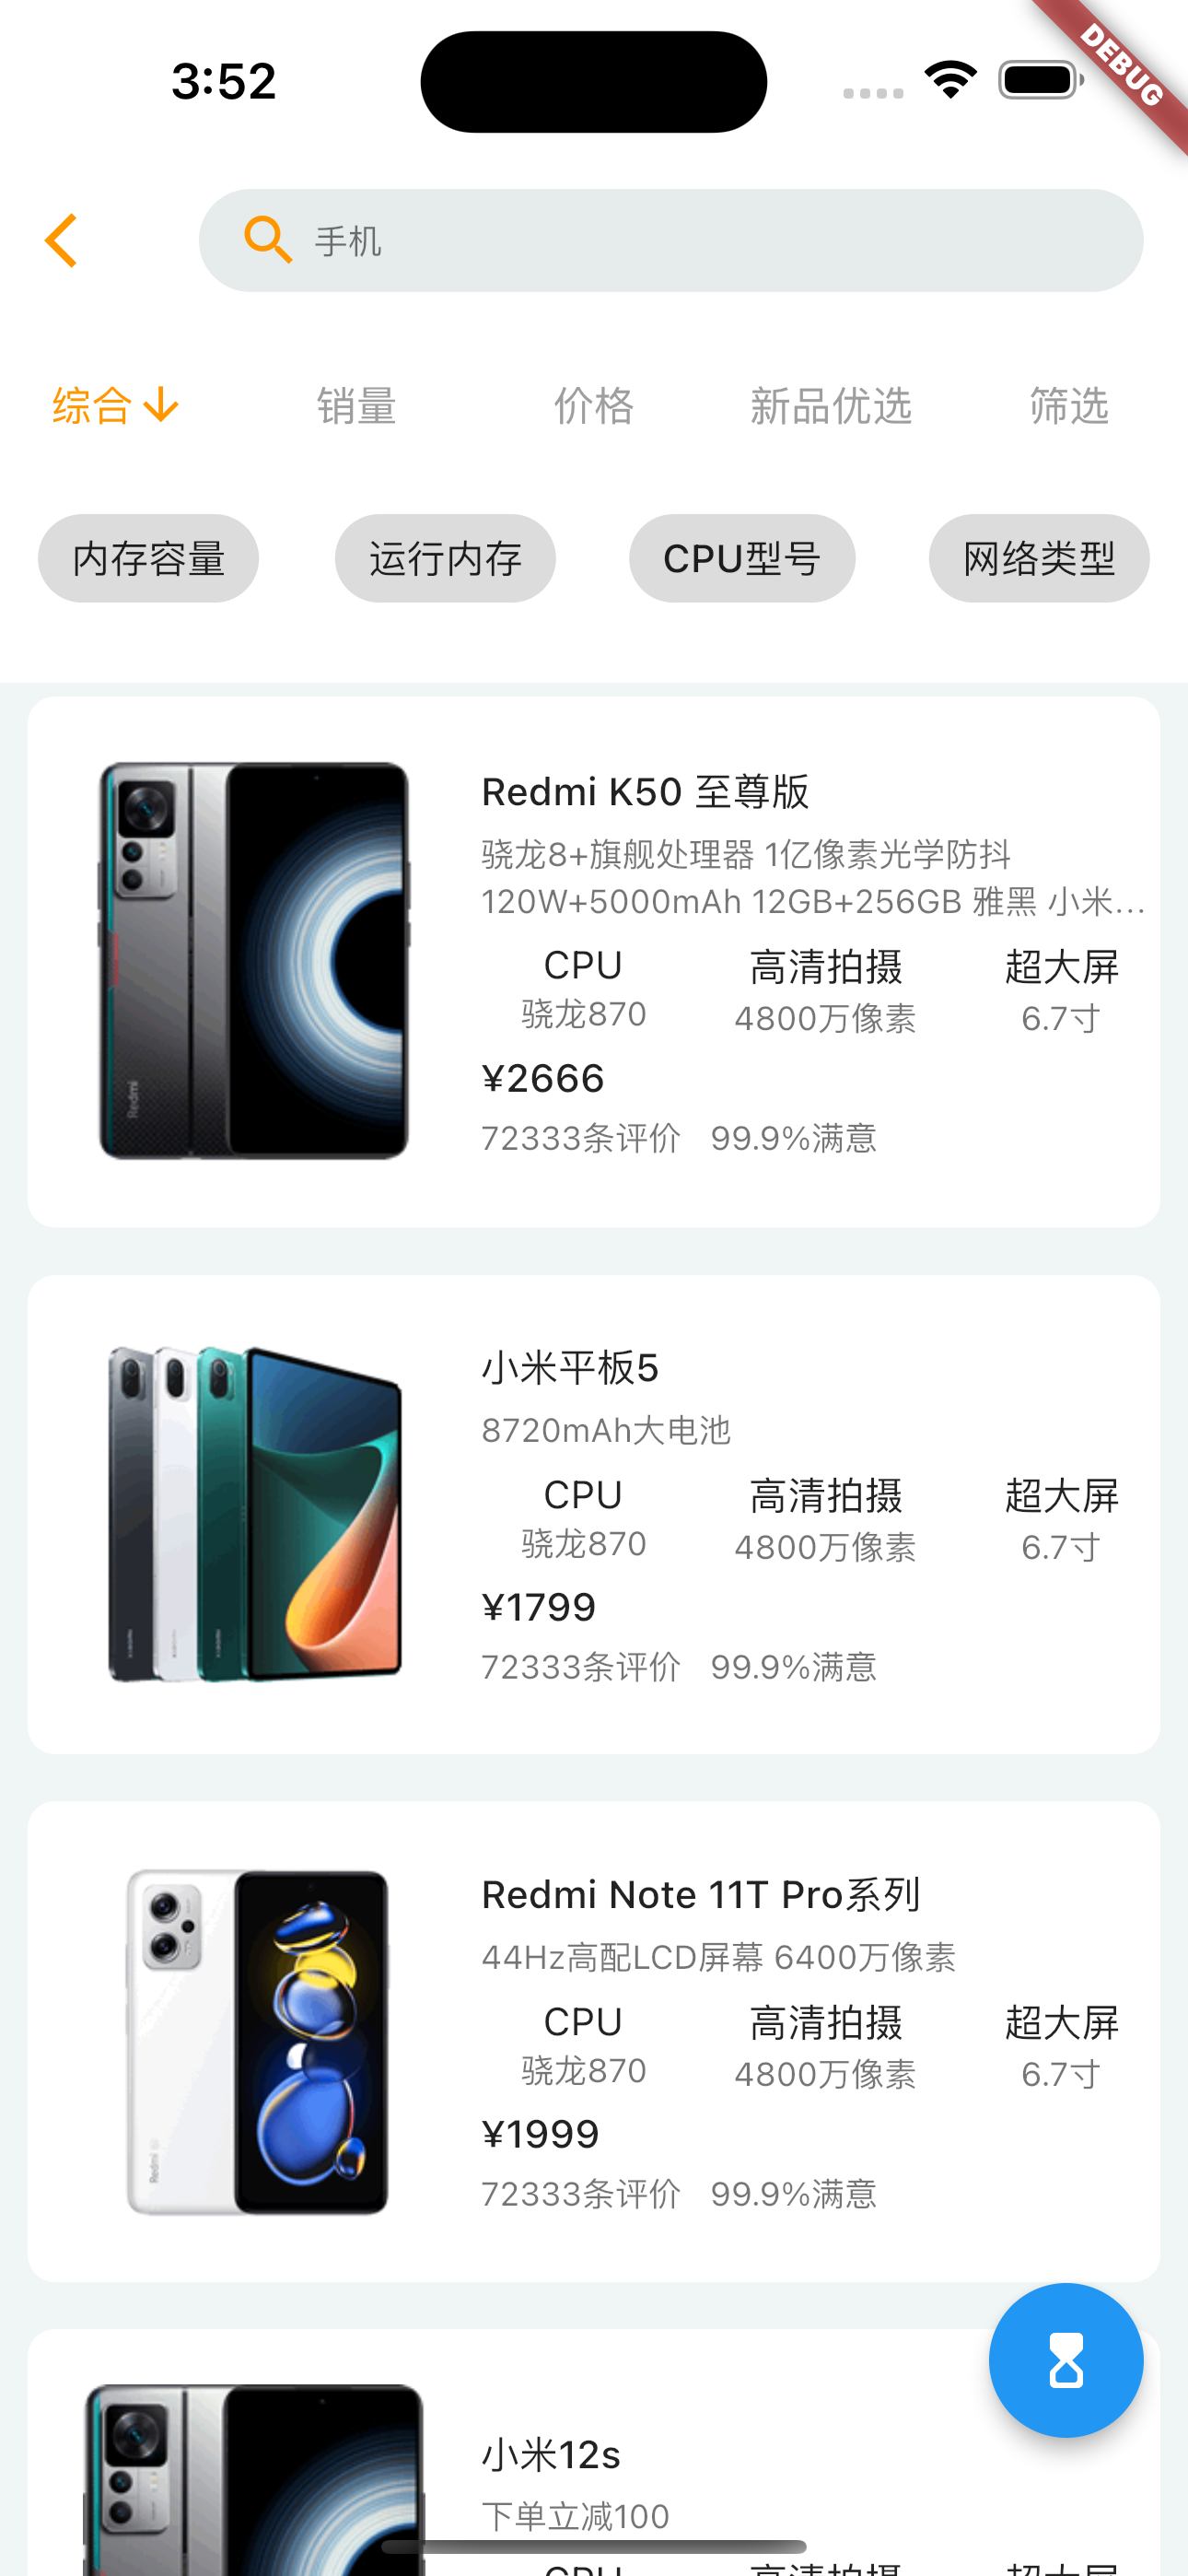 3:52
DEBUG
手机
综合 销量 价格 新品优选 筛选
内存容量 运行内存 CPU型号 网络类型
Redmi K50 至尊版
骁龙8+旗舰处理器 1亿像素光学防抖
120W+5000mAh 12GB+256GB 雅黑 小米...
CPU 高清拍摄 超大屏
骁龙870 4800万像素 6.7寸
¥2666
72333条评价 99.9%满意
Redmi
小米平板5
8720mAh大电池
CPU 高清拍摄 超大屏
骁龙870 4800万像素 6.7寸
¥1799
72333条评价 99.9%满意
Redmi Note 11T Pro系列
44Hz高配LCD屏幕 6400万像素
CPU 高清拍摄 超大屏
骁龙870 4800万像素 6.7寸
¥1999
72333条评价 99.9%满意
Redmi
小米12s
下单立减100
CPU 高清拍摄 超大屏